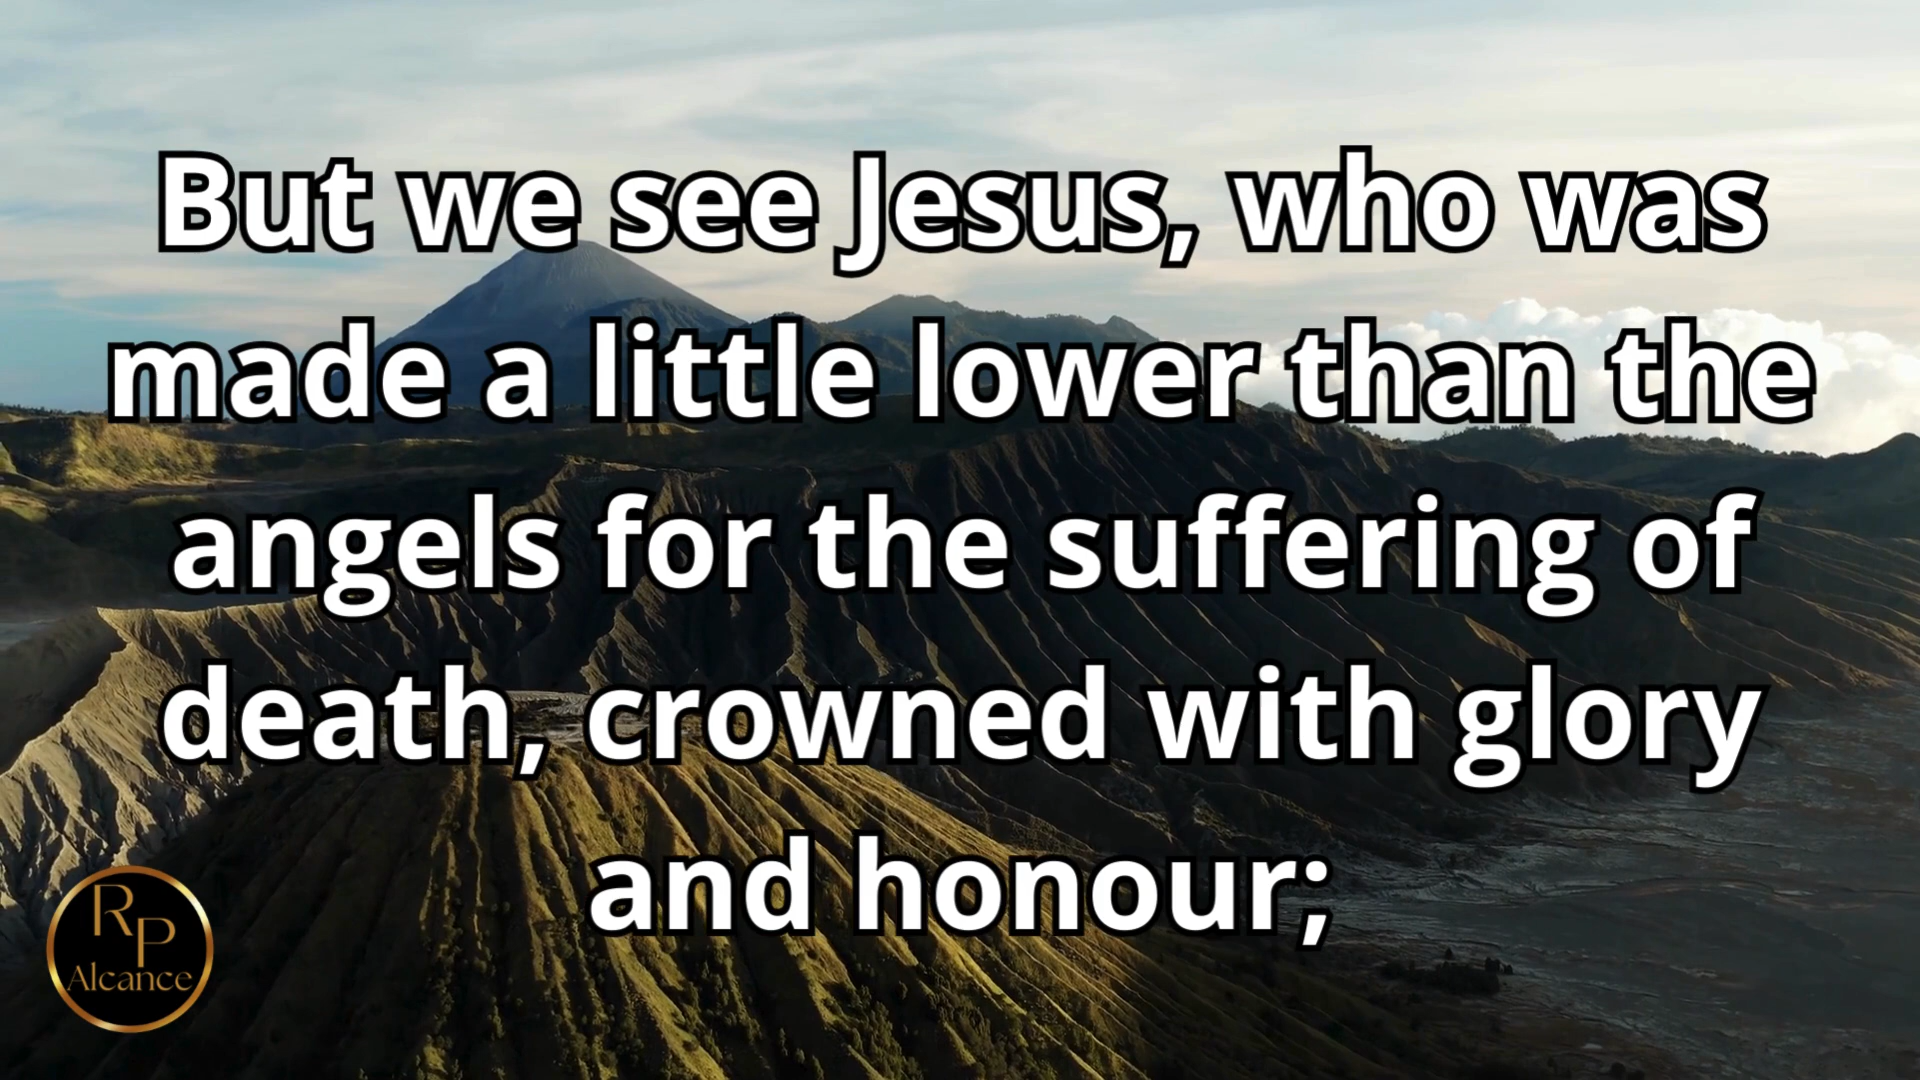 But we see Jesus, who was
made a little lower than the
angels for the suffering of
death, crowned with glory
and honour;
RP
Alcance